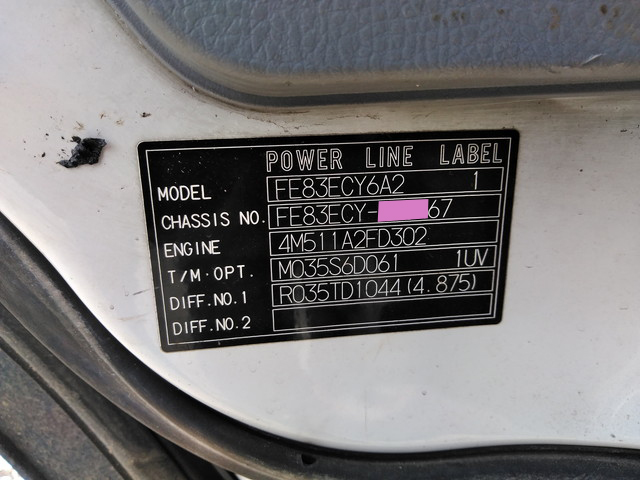 POWER LINE LABEL
MODEL FE83ECY6A2 1
CHASSIS NO. FE83ECY-67
ENGINE 4M511A2FD302
T/M·OPT. M035S6D061 1UV
DIFF.NO.1 R035TD1044(4.875)
DIFF.NO.2